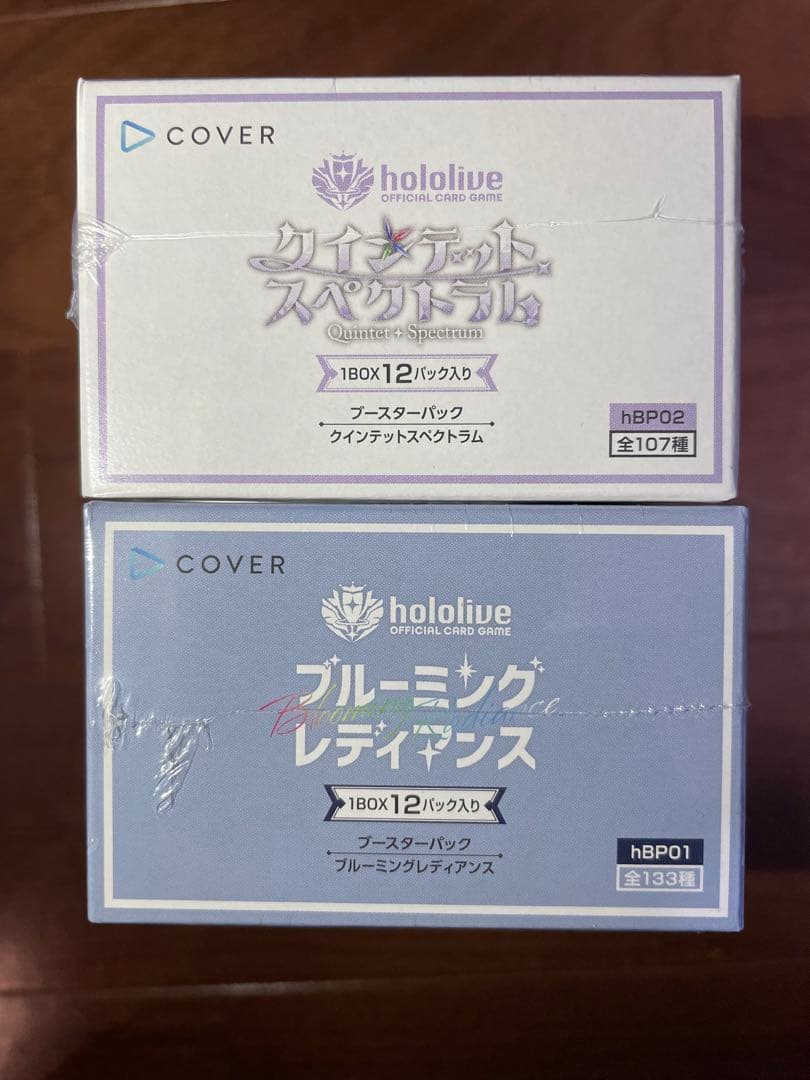 COVER
hololive
OFFICIAL CARD GAME
クインテット
スペクトラム
Quintet Spectrum
1BOX12パック入り
ブースターパック
クインテットスペクトラム
hBP02
全107種
COVER
hololive
OFFICIAL CARD GAME
ブルーミング
Blooming Radiance
レディアンス
1BOX12パック入り
ブースターパック
ブルーミングレディアンス
hBP01
全133種